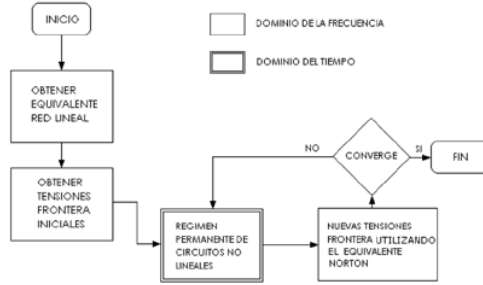 INICIO
DOMINIO DE LA FRECUENCIA
DOMINIO DEL TIEMPO
OBTENER
EQUIVALENTE
RED LINEAL
OBTENER
TENSIONES
FRONTERA
INICIALES
REGIMEN
PERMANENTE DE
CIRCUITOS NO
LINEALES
NUEVAS TENSIONES
FRONTERA UTILIZANDO
EL EQUIVALENTE
NORTON
NO
CONVERGE
SI
FIN